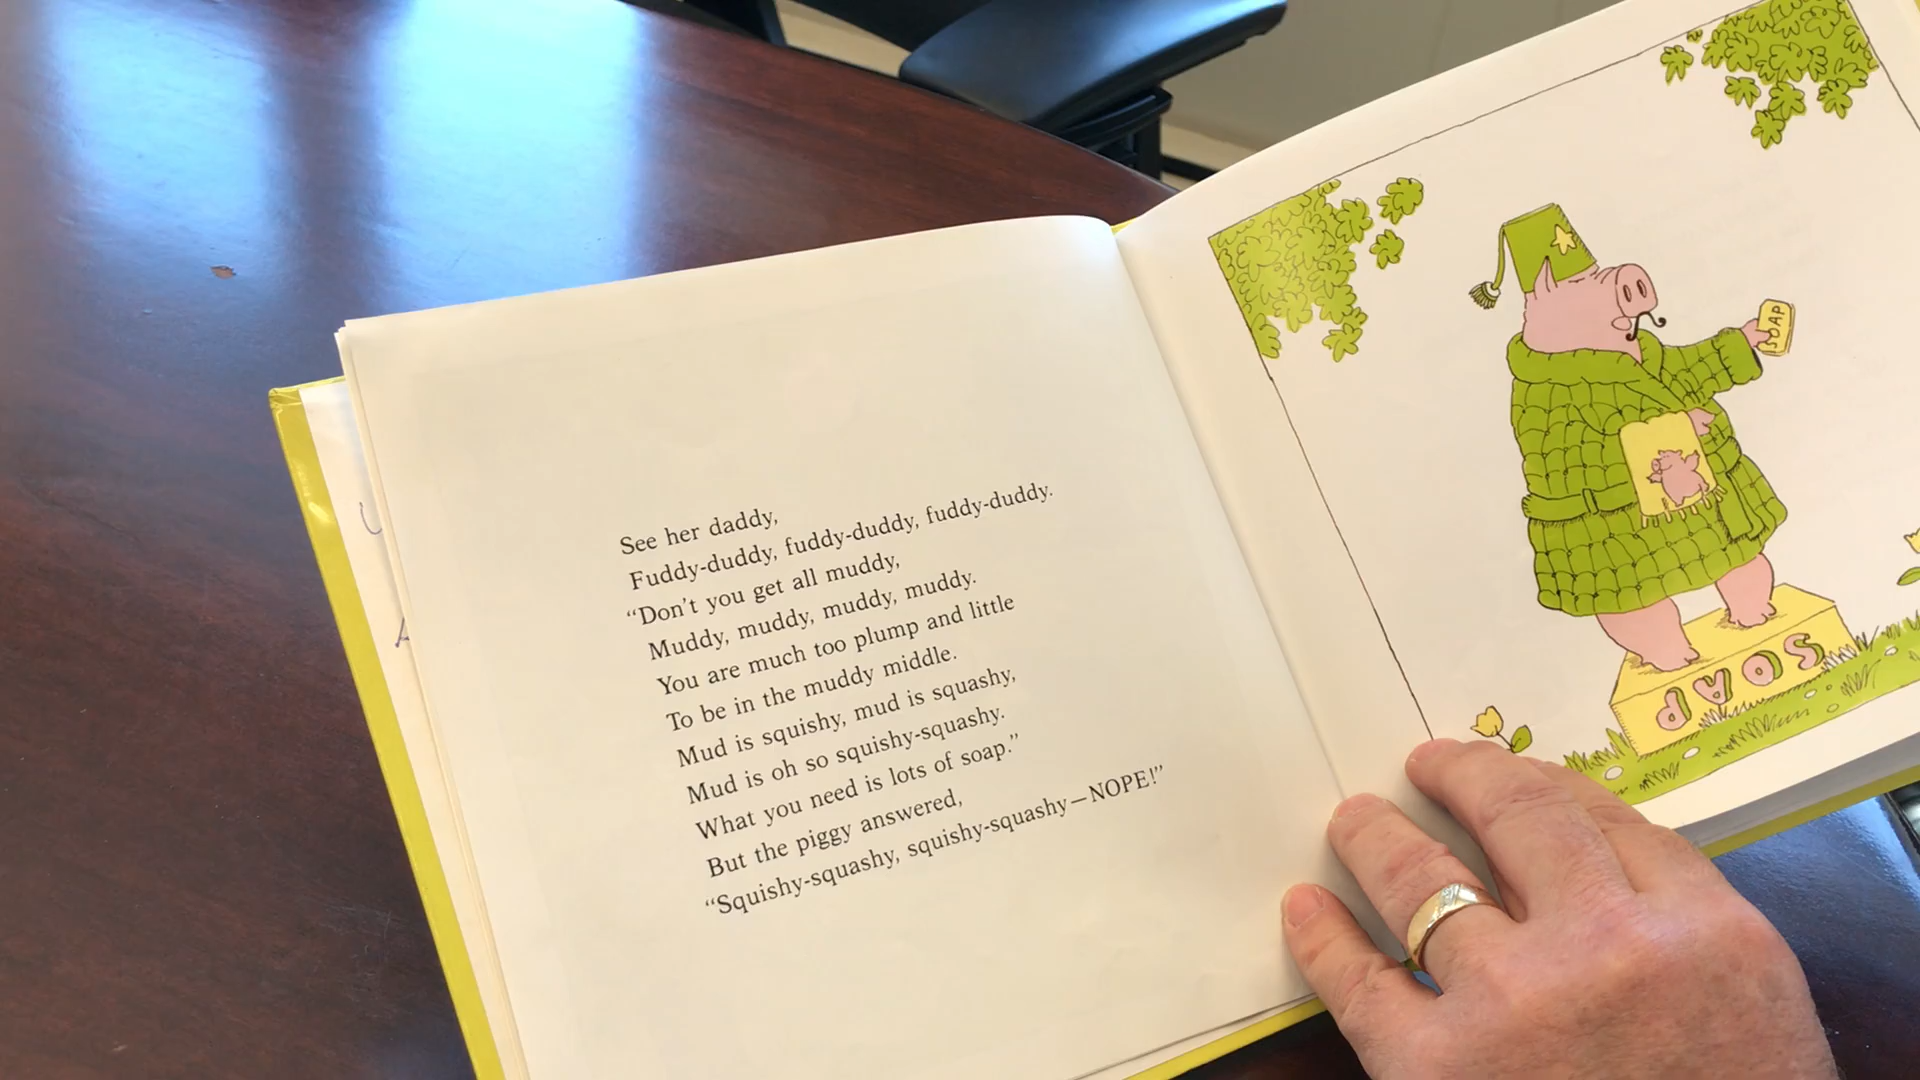 See her daddy,
Fuddy-duddy, fuddy-duddy, fuddy-duddy.
“Don’t you get all muddy,
Muddy, muddy, muddy, muddy.
You are much too plump and little
To be in the muddy middle.
Mud is squishy, mud is squashy,
Mud is oh so squishy-squashy.
What you need is lots of soap.”
But the piggy answered,
“Squishy-squashy, squishy-squashy—NOPE!”
SOAP
SOAP